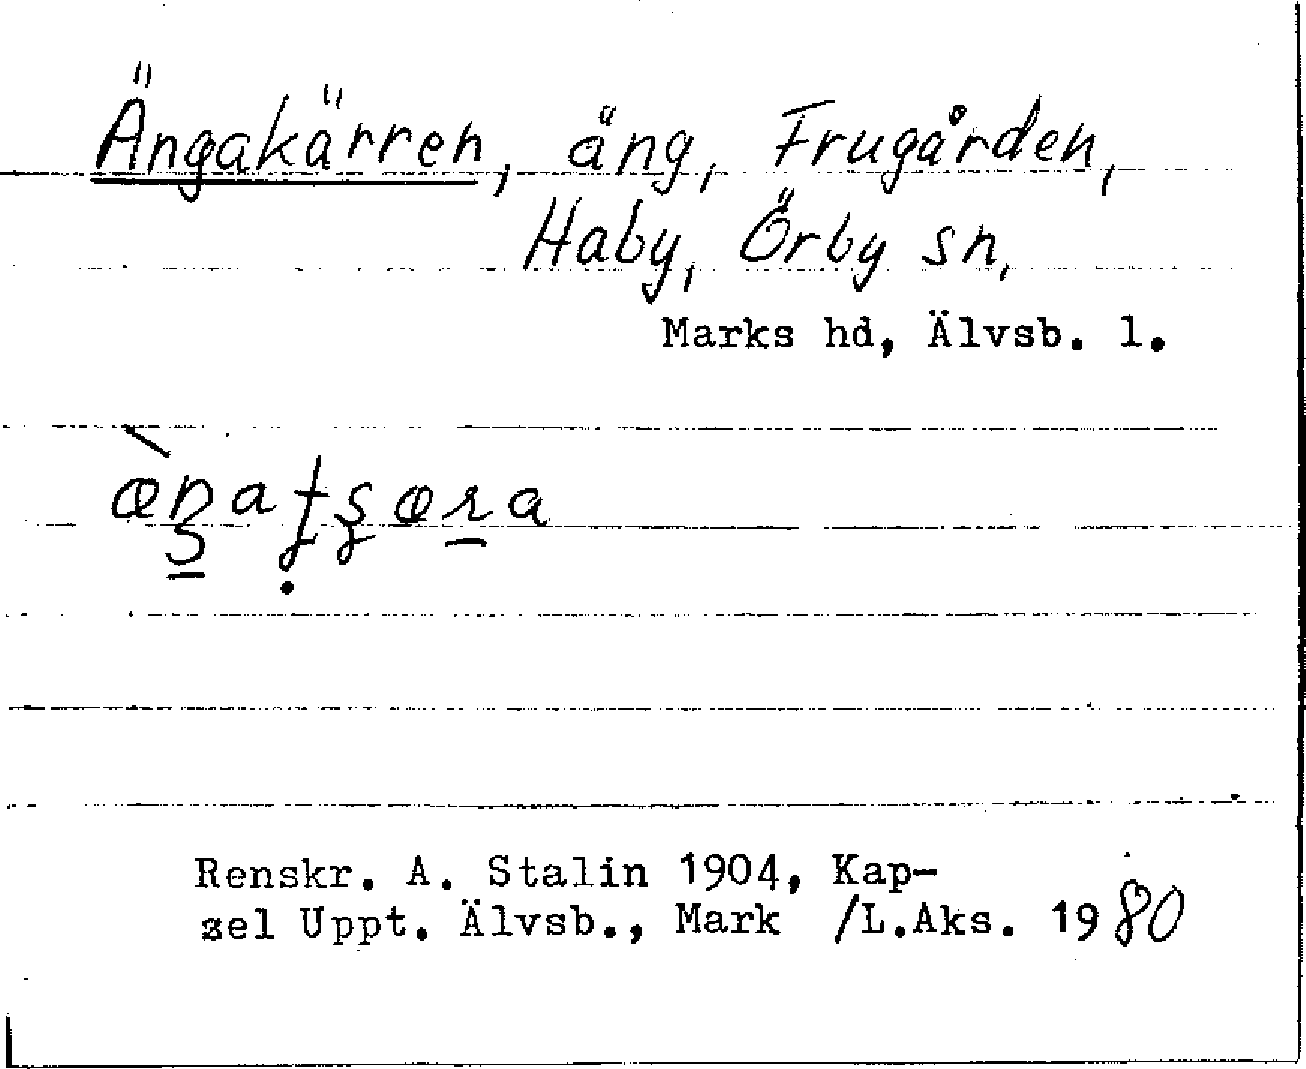 Ängakärren, äng, Frugården,
Haby, Örby sn,
Marks hd, Älvsb. l.
Renskr. A. Stalin 1904, Kap-
sel Uppt. Älvsb., Mark /L.Aks. 1980